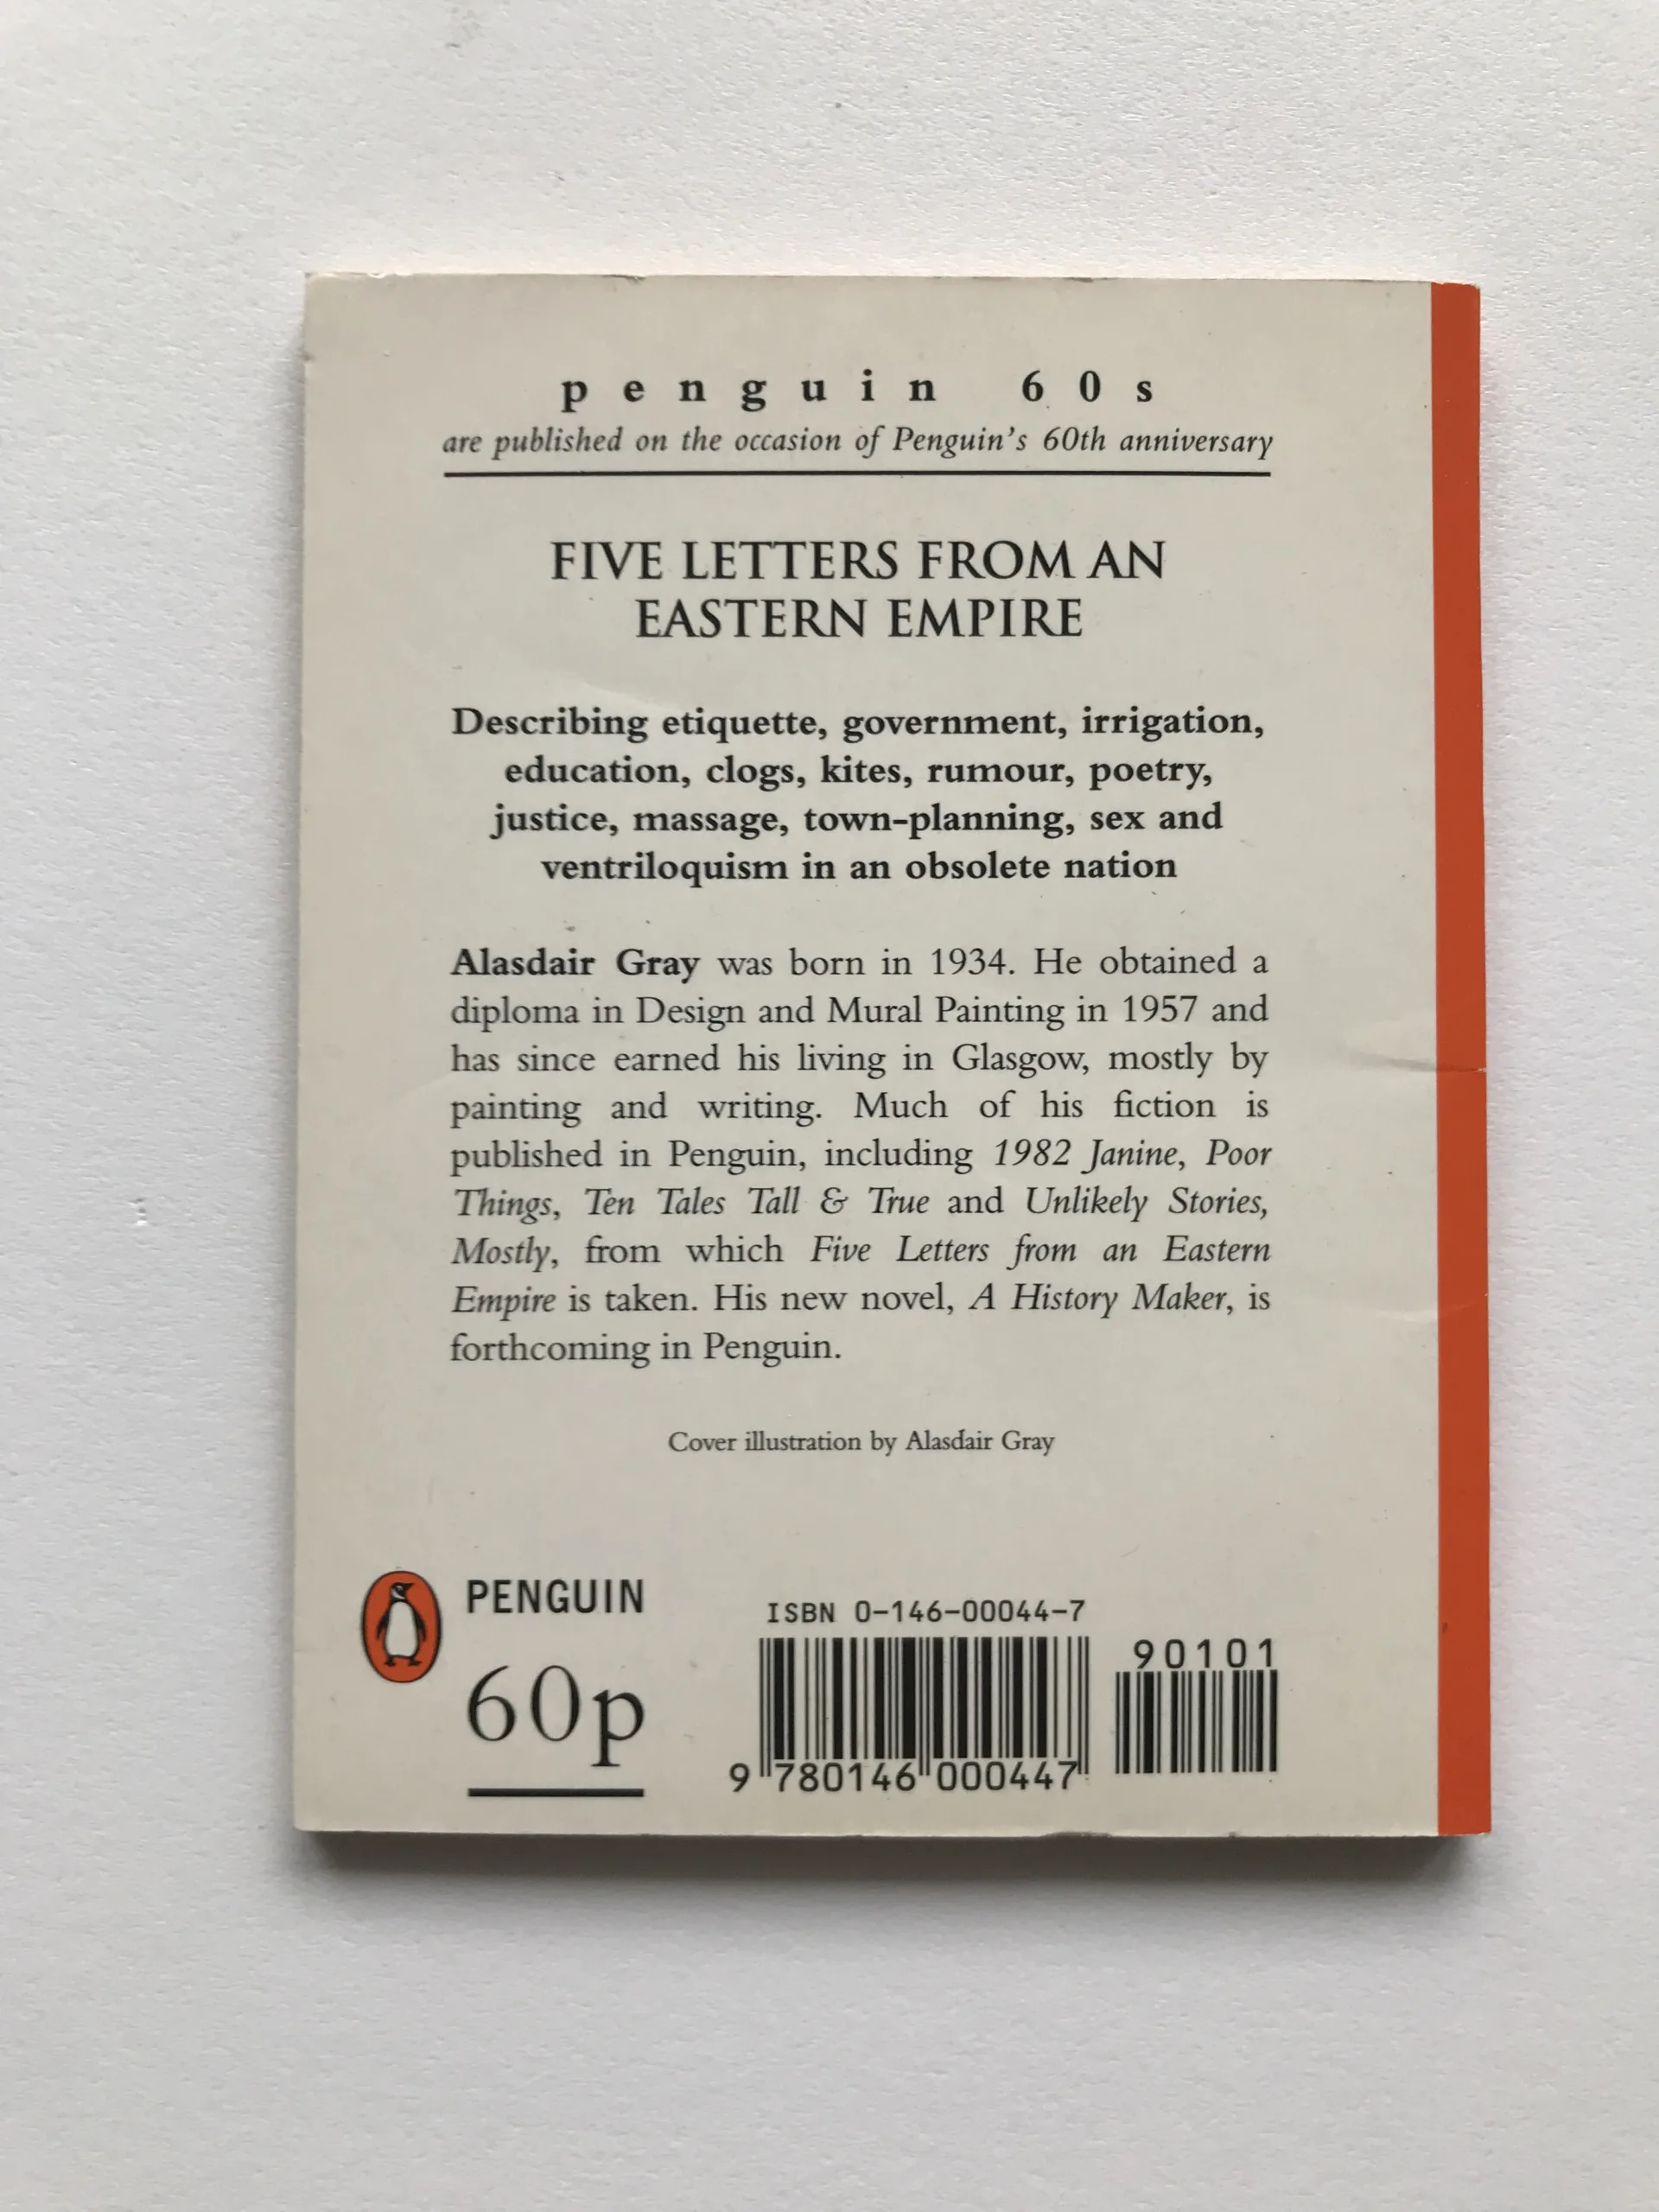 penguin 60s
are published on the occasion of Penguin's 60th anniversary
FIVE LETTERS FROM AN
EASTERN EMPIRE
Describing etiquette, government, irrigation,
education, clogs, kites, rumour, poetry,
justice, massage, town-planning, sex and
ventriloquism in an obsolete nation
Alasdair Gray was born in 1934. He obtained a
diploma in Design and Mural Painting in 1957 and
has since earned his living in Glasgow, mostly by
painting and writing. Much of his fiction is
published in Penguin, including 1982 Janine, Poor
Things, Ten Tales Tall & True and Unlikely Stories,
Mostly, from which Five Letters from an Eastern
Empire is taken. His new novel, A History Maker, is
forthcoming in Penguin.
Cover illustration by Alasdair Gray
PENGUIN
60p
ISBN 0-146-00044-7
90101
9 780146 000447